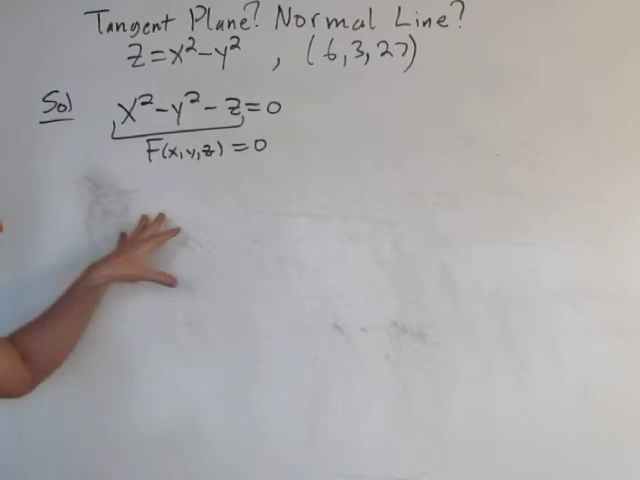 Tangent Plane? Normal Line?
z=x²-y² , (6,3,27)
Sol x²-y²-z=0
F(x,y,z)=0